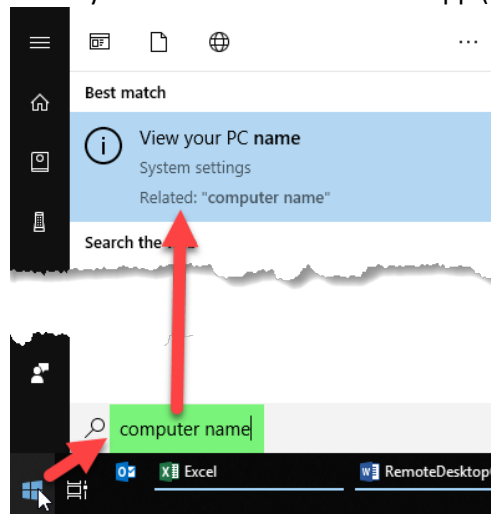 Best match
View your PC name
System settings
Related: "computer name"
Search the
computer name
Excel
RemoteDesktop